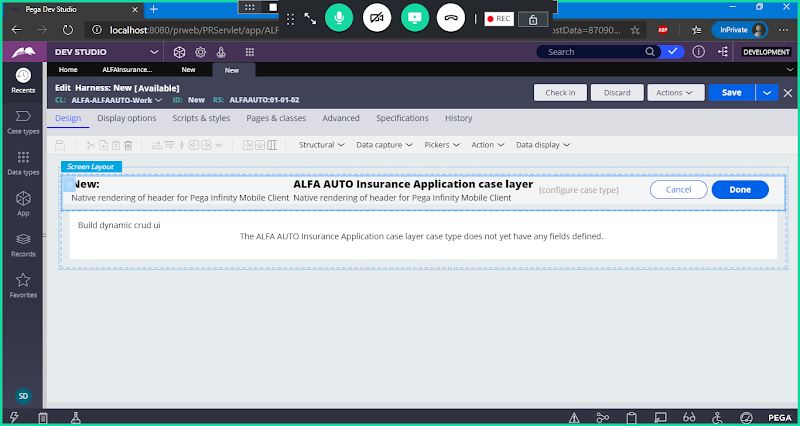 Pega Dev Studio
REC
localhost:8080/prweb/PRServlet/app/ALF
ostData=87090...
ABP
InPrivate
DEV STUDIO
Search
DEVELOPMENT
Recents
Case types
Data types
App
Records
Favorites
SD
Home
ALFAInsurance...
New
New
Edit Harness: New [Available]
CL: ALFA-ALFAAUTO-Work ID: New RS: ALFAAUTO:01-01-02
Check in
Discard
Actions
Save
Design
Display options
Scripts & styles
Pages & classes
Advanced
Specifications
History
Structural
Data capture
Pickers
Action
Data display
Screen Layout
New:
ALFA AUTO Insurance Application case layer
[configure case type]
Cancel
Done
Native rendering of header for Pega Infinity Mobile Client
Native rendering of header for Pega Infinity Mobile Client
Build dynamic crud ui
The ALFA AUTO Insurance Application case layer case type does not yet have any fields defined.
PEGA